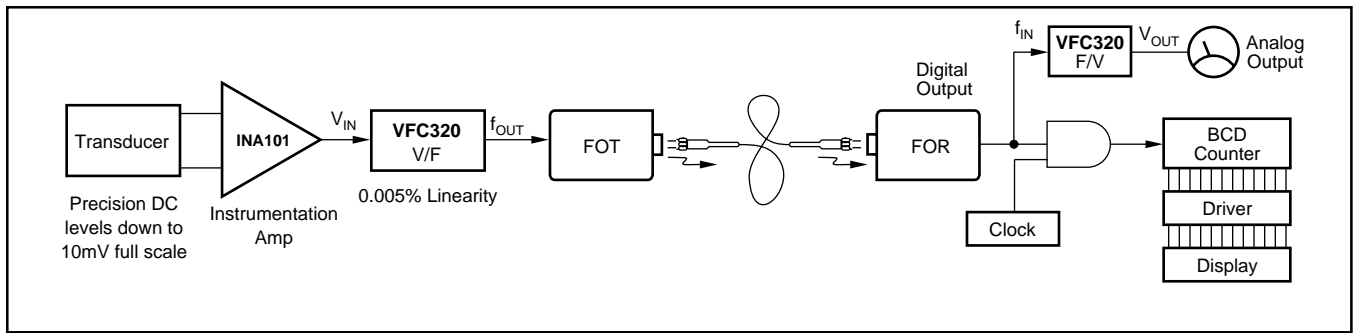 Transducer
Precision DC
levels down to
10mV full scale
INA101
Instrumentation
Amp
V_IN
VFC320
V/F
0.005% Linearity
f_OUT
FOT
Digital
Output
FOR
f_IN
VFC320
F/V
V_OUT
Analog
Output
Clock
BCD
Counter
Driver
Display